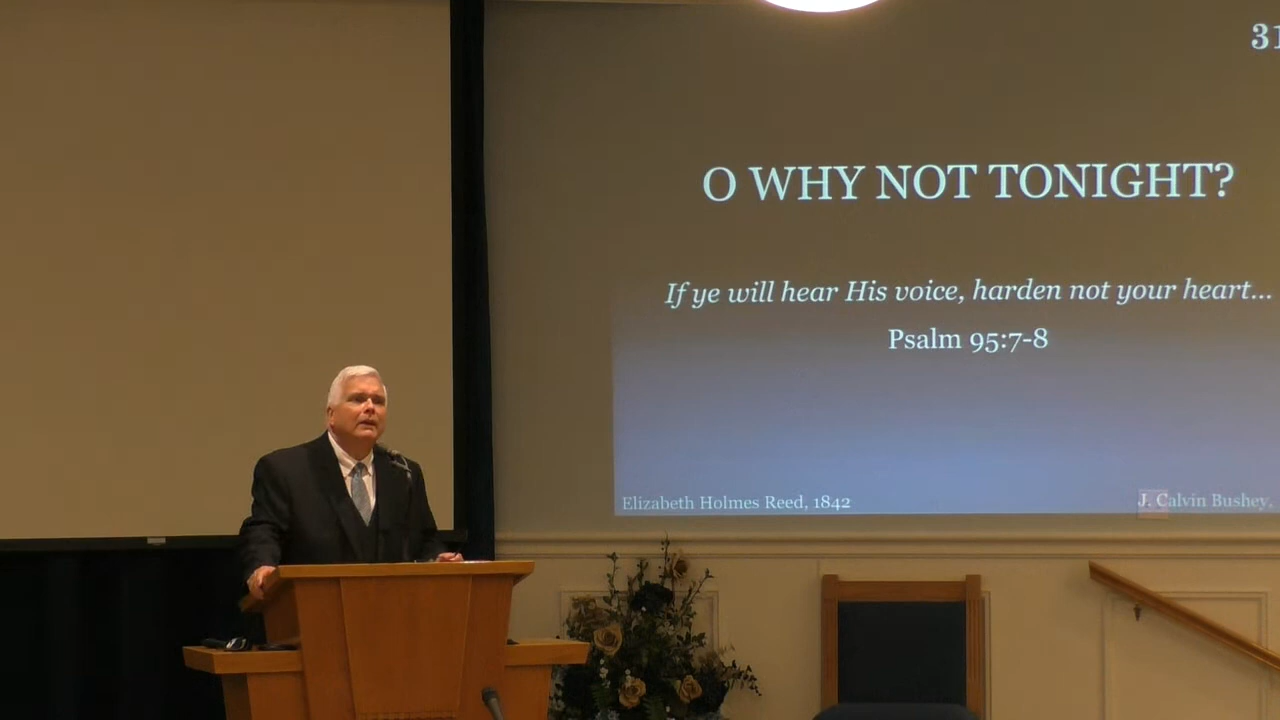 31
O WHY NOT TONIGHT?
If ye will hear His voice, harden not your heart...
Psalm 95:7-8
Elizabeth Holmes Reed, 1842
J. Calvin Bushey,